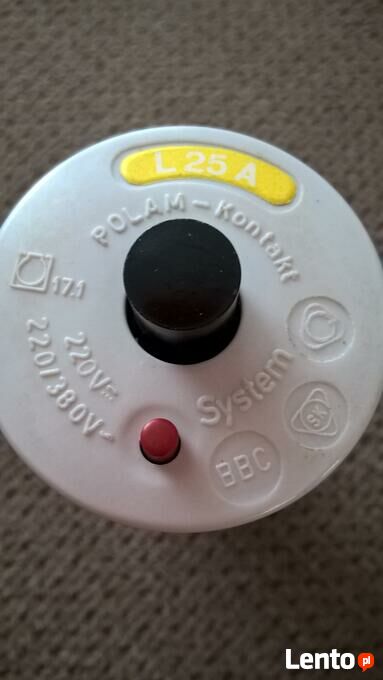 L 25 A
POLAM-Kontakt
17.1
220V⎓
220/380V~
System
SK
BBC
Lento.pl